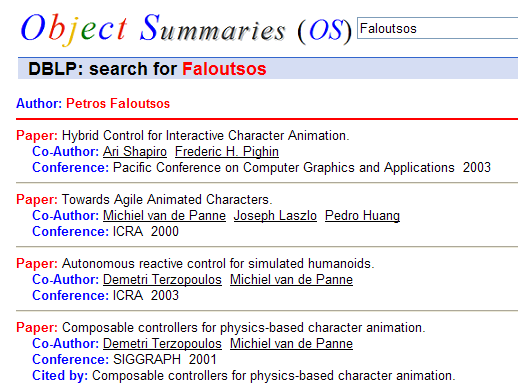 Object Summaries (OS) Faloutsos
DBLP: search for Faloutsos
Author: Petros Faloutsos
Paper: Hybrid Control for Interactive Character Animation.
Co-Author: Ari Shapiro Frederic H. Pighin
Conference: Pacific Conference on Computer Graphics and Applications 2003
Paper: Towards Agile Animated Characters.
Co-Author: Michiel van de Panne Joseph Laszlo Pedro Huang
Conference: ICRA 2000
Paper: Autonomous reactive control for simulated humanoids.
Co-Author: Demetri Terzopoulos Michiel van de Panne
Conference: ICRA 2003
Paper: Composable controllers for physics-based character animation.
Co-Author: Demetri Terzopoulos Michiel van de Panne
Conference: SIGGRAPH 2001
Cited by: Composable controllers for physics-based character animation.